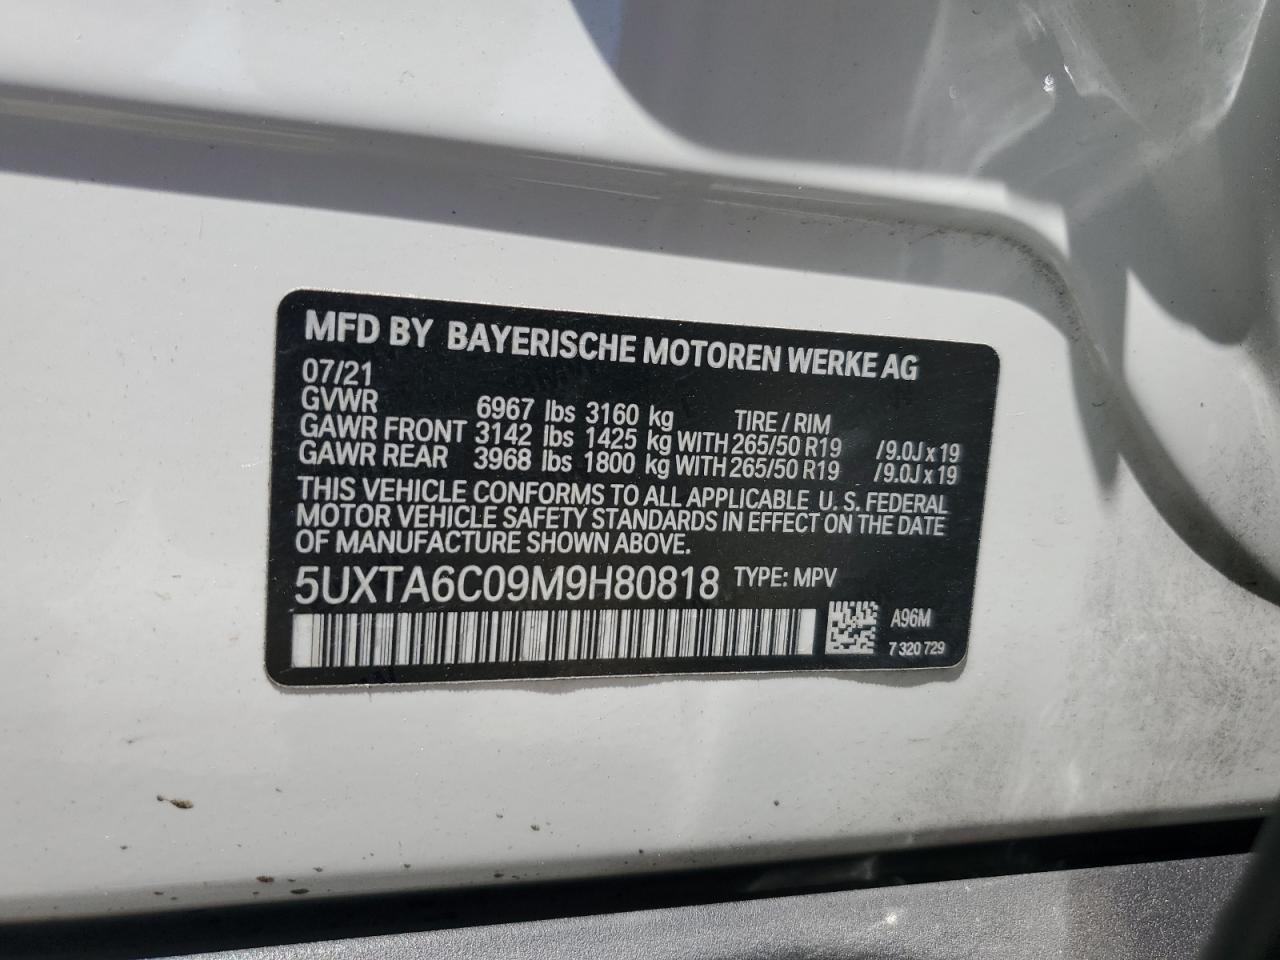 MFD BY BAYERISCHE MOTOREN WERKE AG
07/21
GVWR 6967 lbs 3160 kg TIRE / RIM
GAWR FRONT 3142 lbs 1425 kg WITH 265/50 R19 /9.0J x 19
GAWR REAR 3968 lbs 1800 kg WITH 265/50 R19 /9.0J x 19
THIS VEHICLE CONFORMS TO ALL APPLICABLE U. S. FEDERAL
MOTOR VEHICLE SAFETY STANDARDS IN EFFECT ON THE DATE
OF MANUFACTURE SHOWN ABOVE.
5UXTA6C09M9H80818 TYPE: MPV
A96M
7 320 729